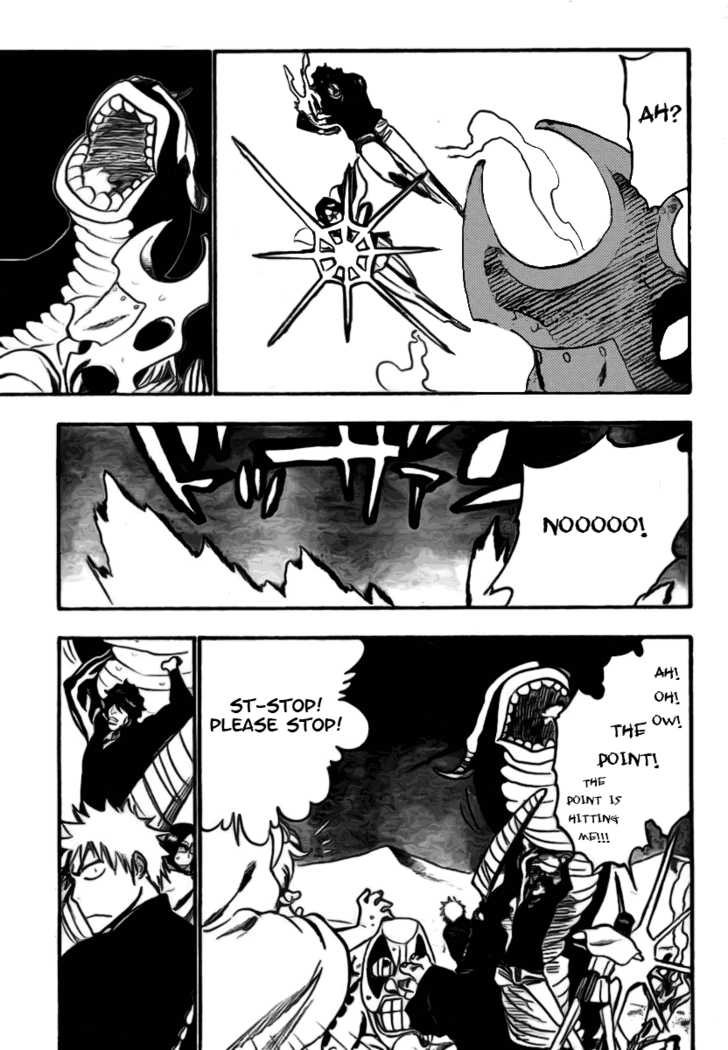 AH?
NOOOOO!
AH!
OH!
OW!
THE
POINT!
THE
POINT IS
HITTING
ME!!!
ST-STOP!
PLEASE STOP!